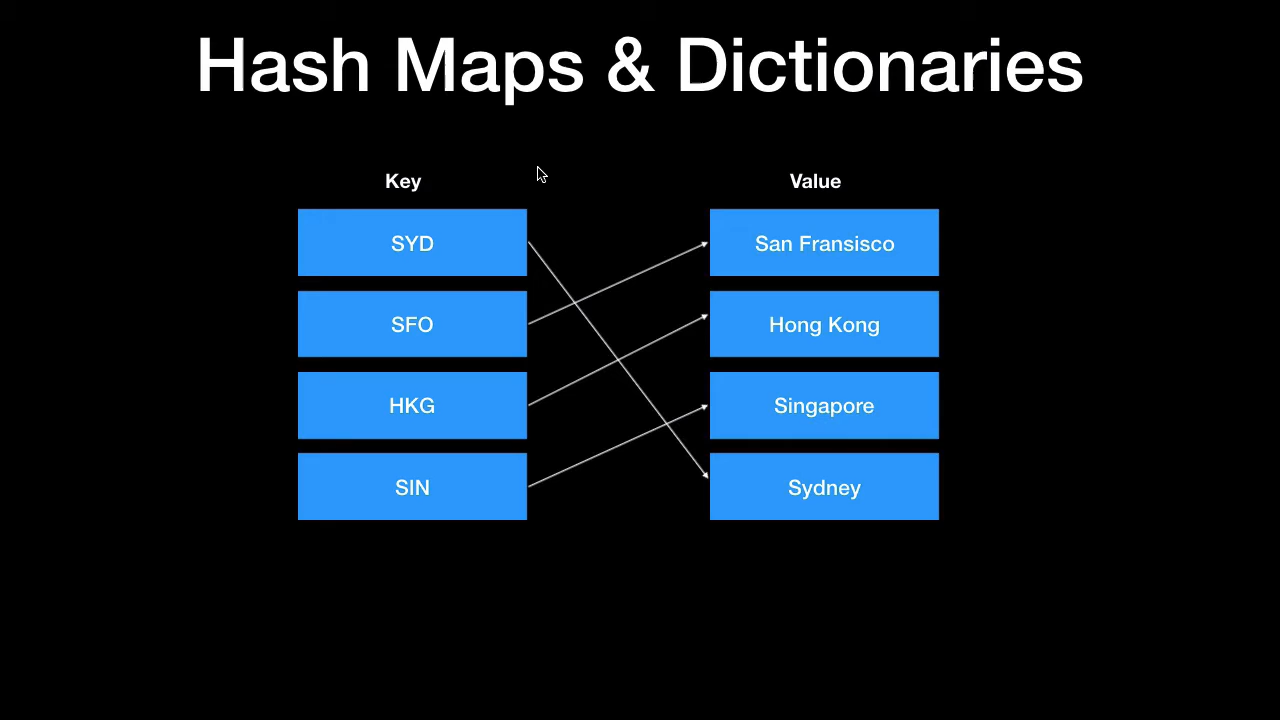 Hash Maps & Dictionaries
Key Value
SYD San Fransisco
SFO Hong Kong
HKG Singapore
SIN Sydney